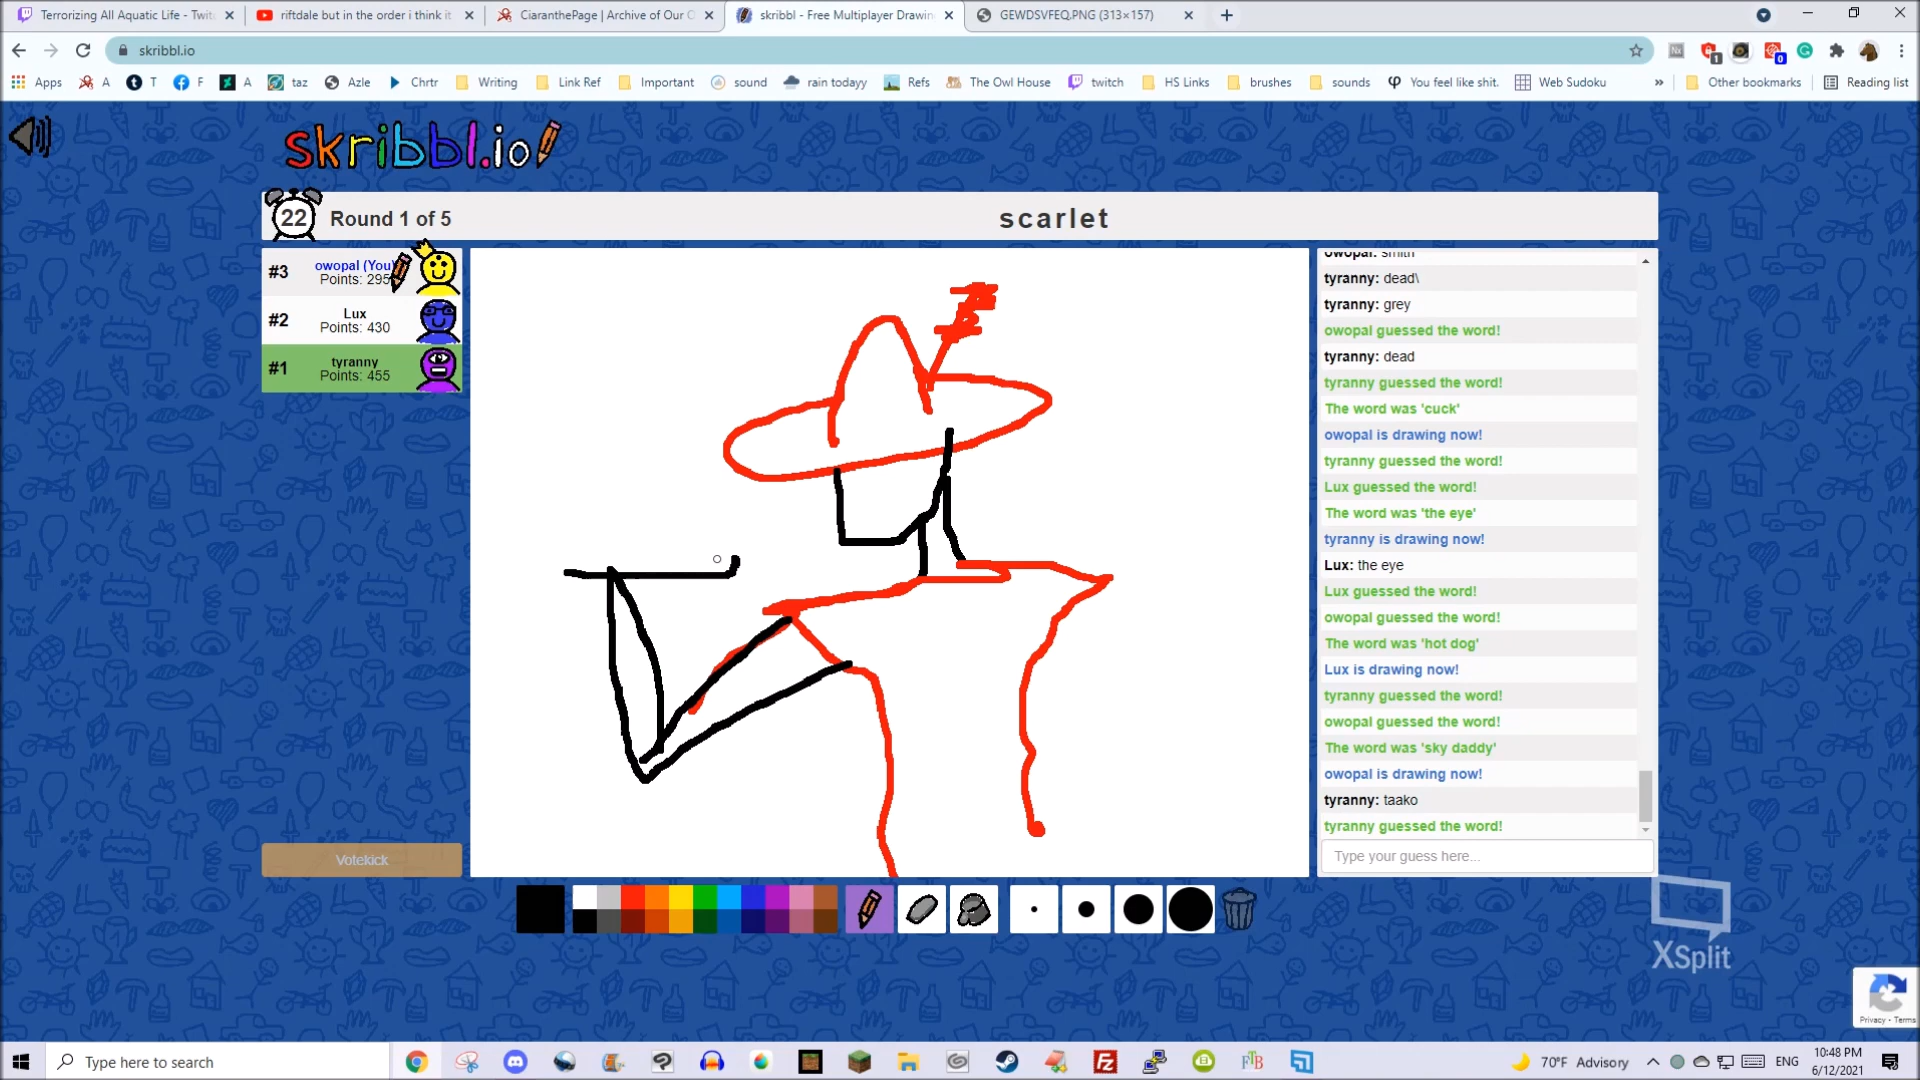 Terrorizing All Aquatic Life - Twit
riftdale but in the order i think it
CiaranthePage | Archive of Our O
skribbl - Free Multiplayer Drawin
GEWDSVFEQ.PNG (313×157)
skribbl.io
Apps A T F A taz Azle Chrtr Writing Link Ref Important sound rain todayy Refs The Owl House twitch HS Links brushes sounds You feel like shit. Web Sudoku » Other bookmarks Reading list
skribbl.io
22 Round 1 of 5 scarlet
#3 owopal (You)
Points: 295
#2 Lux
Points: 430
#1 tyranny
Points: 455
Votekick
owopal: smith
tyranny: dead\
tyranny: grey
owopal guessed the word!
tyranny: dead
tyranny guessed the word!
The word was 'cuck'
owopal is drawing now!
tyranny guessed the word!
Lux guessed the word!
The word was 'the eye'
tyranny is drawing now!
Lux: the eye
Lux guessed the word!
owopal guessed the word!
The word was 'hot dog'
Lux is drawing now!
tyranny guessed the word!
owopal guessed the word!
The word was 'sky daddy'
owopal is drawing now!
tyranny: taako
tyranny guessed the word!
Type your guess here...
XSplit
Privacy - Terms
Type here to search
70°F Advisory
ENG
10:48 PM
6/12/2021